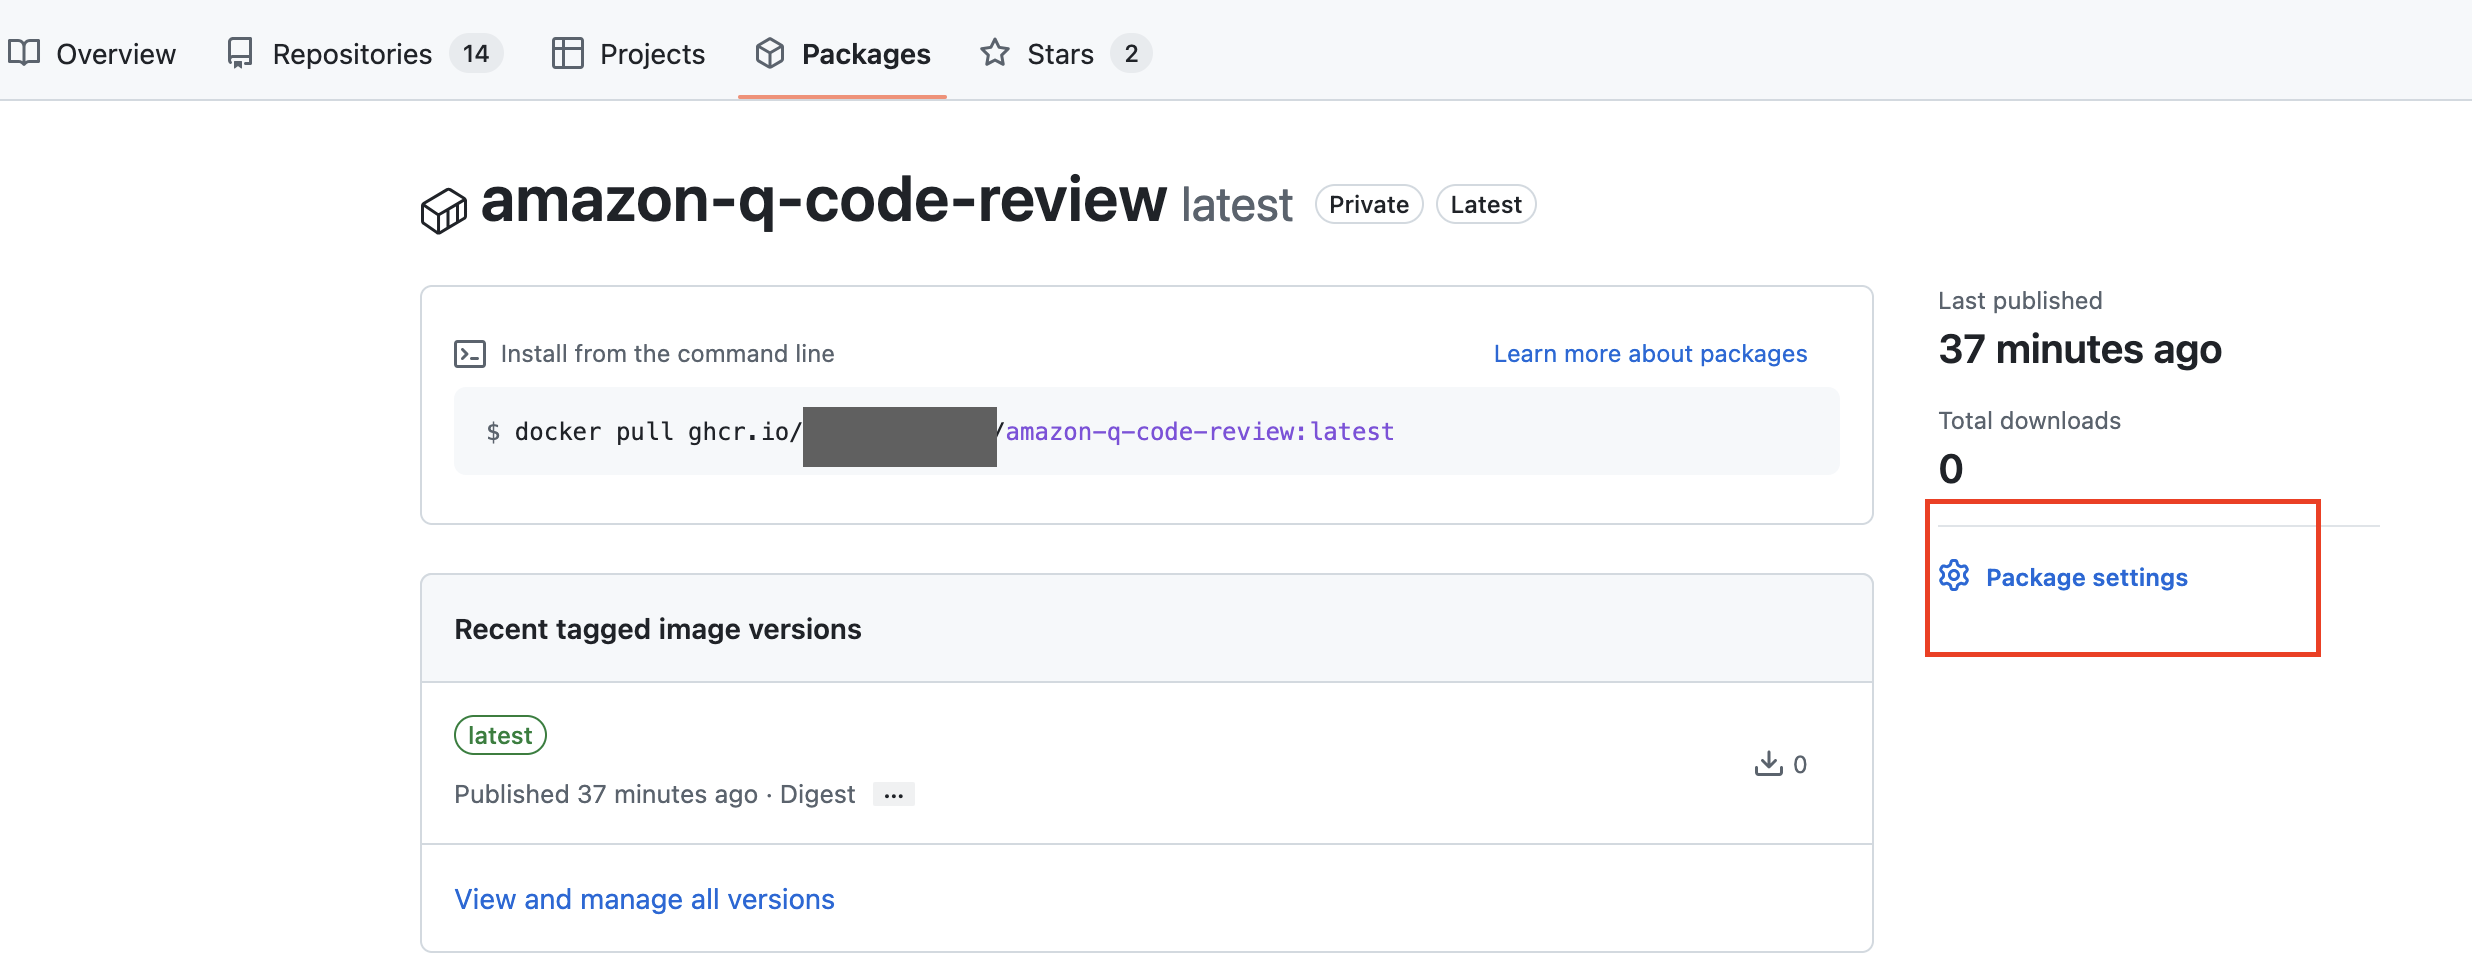 Overview Repositories 14 Projects Packages Stars 2
amazon-q-code-review latest Private Latest
Install from the command line Learn more about packages
$ docker pull ghcr.io/ /amazon-q-code-review:latest
Last published
37 minutes ago
Total downloads
0
Package settings
Recent tagged image versions
latest
Published 37 minutes ago · Digest ...
0
View and manage all versions